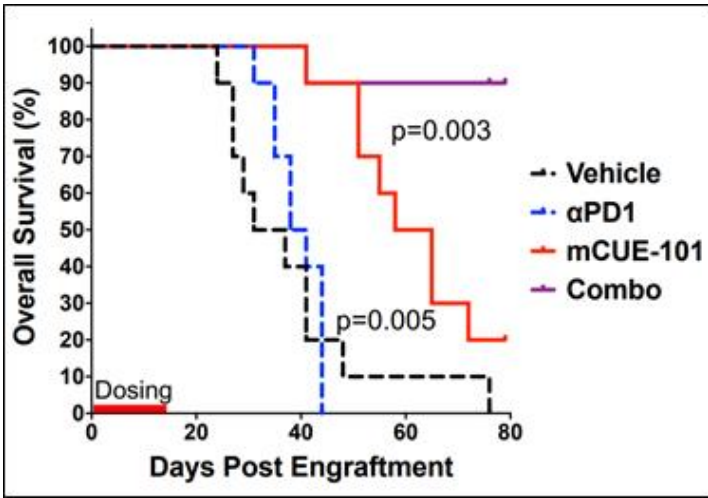 Overall Survival (%)
100
90
80
70
60
50
40
30
20
10
0
p=0.003
p=0.005
Dosing
0 20 40 60 80
Days Post Engraftment
Vehicle
αPD1
mCUE-101
Combo